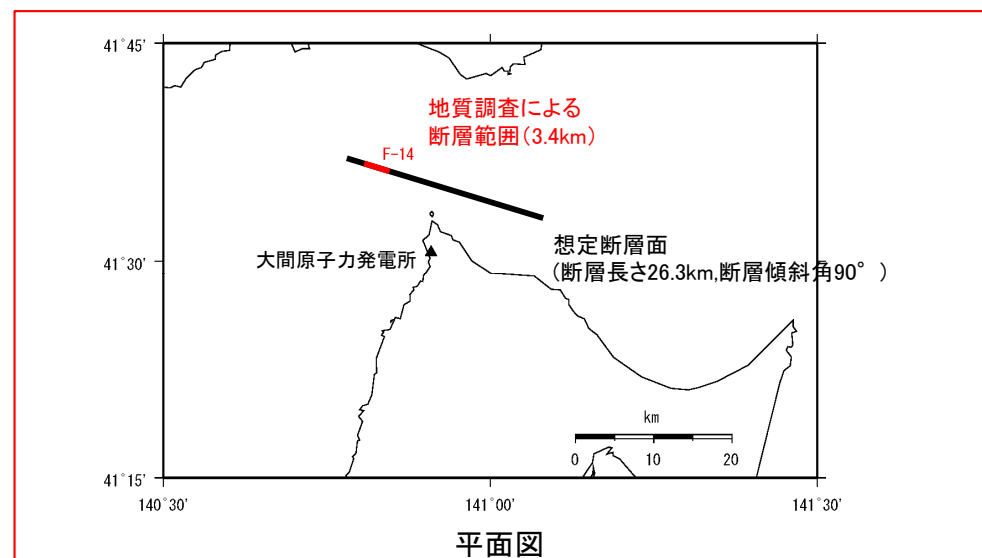 41°45'
地質調査による
断層範囲(3.4km)
F-14
大間原子力発電所
41°30'
想定断層面
(断層長さ26.3km,断層傾斜角90°)
km
0 10 20
41°15'
140°30' 141°00' 141°30'
平面図